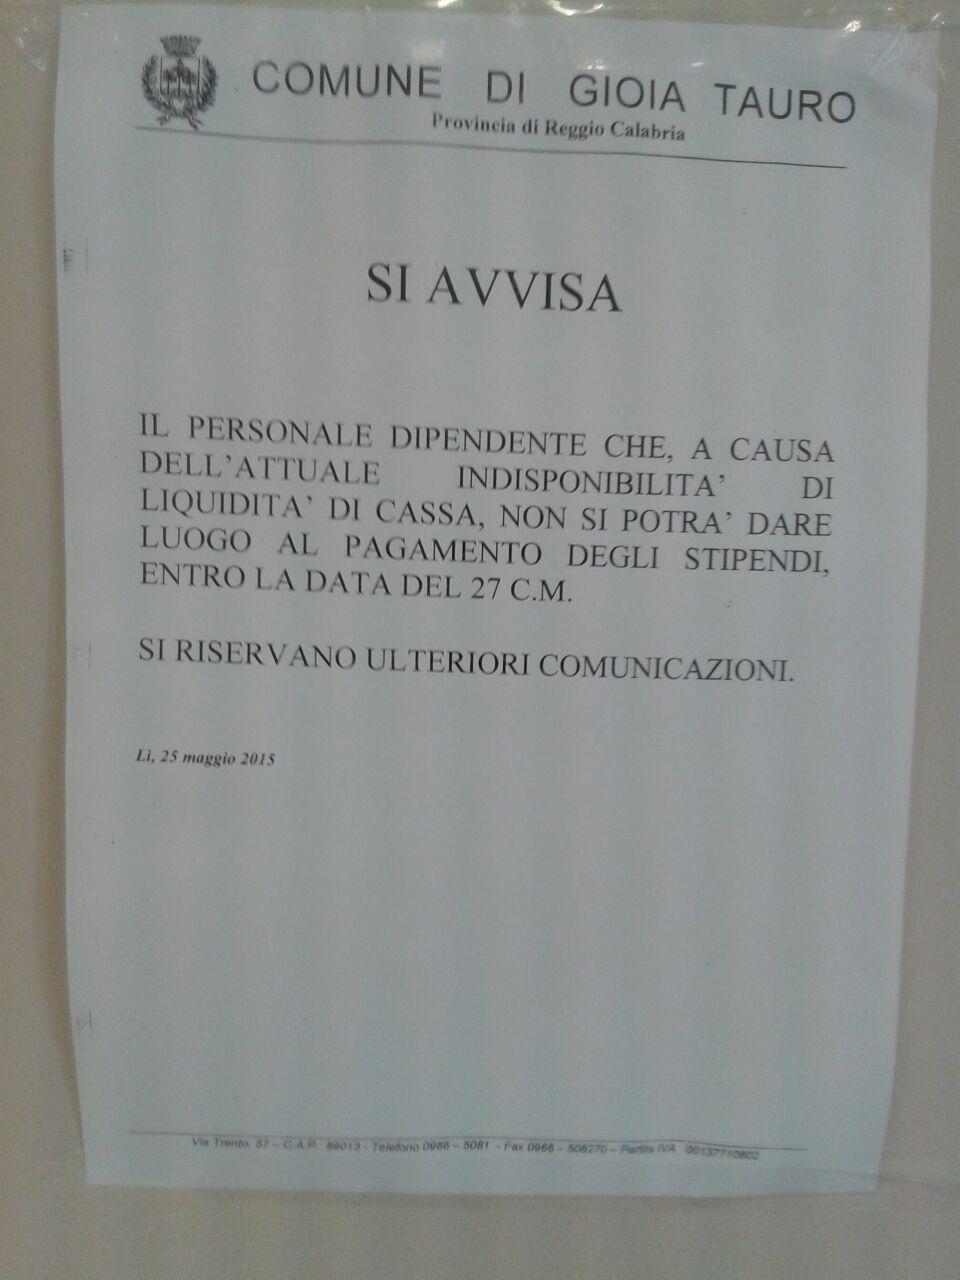 COMUNE DI GIOIA TAURO
Provincia di Reggio Calabria
SI AVVISA
IL PERSONALE DIPENDENTE CHE, A CAUSA
DELL'ATTUALE INDISPONIBILITA' DI
LIQUIDITA' DI CASSA, NON SI POTRA' DARE
LUOGO AL PAGAMENTO DEGLI STIPENDI,
ENTRO LA DATA DEL 27 C.M.
SI RISERVANO ULTERIORI COMUNICAZIONI.
Lì, 25 maggio 2015
Via Trento, 57 – C.A.P. 89013 - Telefono 0966 – 5081 - Fax 0966 – 508270 – Partita IVA 00137710802